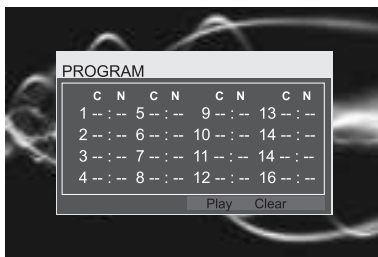 PROGRAM
C N C N C N C N
1 -- : -- 5 -- : -- 9 -- : -- 13 -- : --
2 -- : -- 6 -- : -- 10 -- : -- 14 -- : --
3 -- : -- 7 -- : -- 11 -- : -- 14 -- : --
4 -- : -- 8 -- : -- 12 -- : -- 16 -- : --
Play Clear